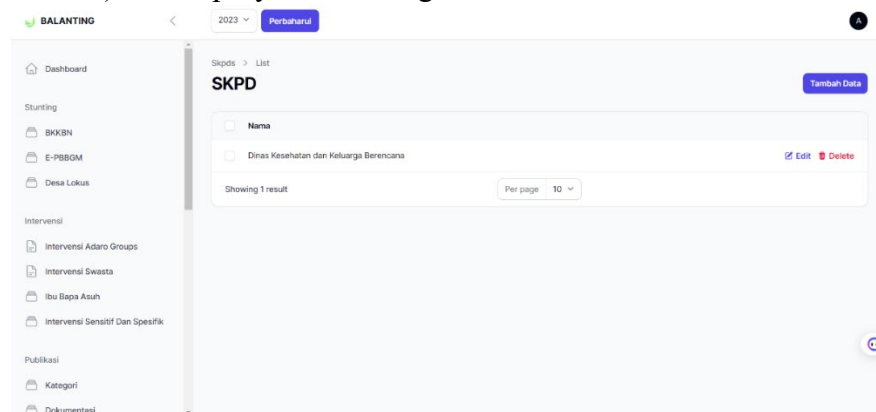 BALANTING
2023
Perbaharui
A
Dashboard
Stunting
BKKBN
E-PBBGM
Desa Lokus
Intervensi
Intervensi Adaro Groups
Intervensi Swasta
Ibu Bapa Asuh
Intervensi Sensitif Dan Spesifik
Publikasi
Kategori
Dokumentasi
Skpds > List
SKPD
Tambah Data
Nama
Dinas Kesehatan dan Keluarga Berencana
Edit Delete
Showing 1 result
Per page 10